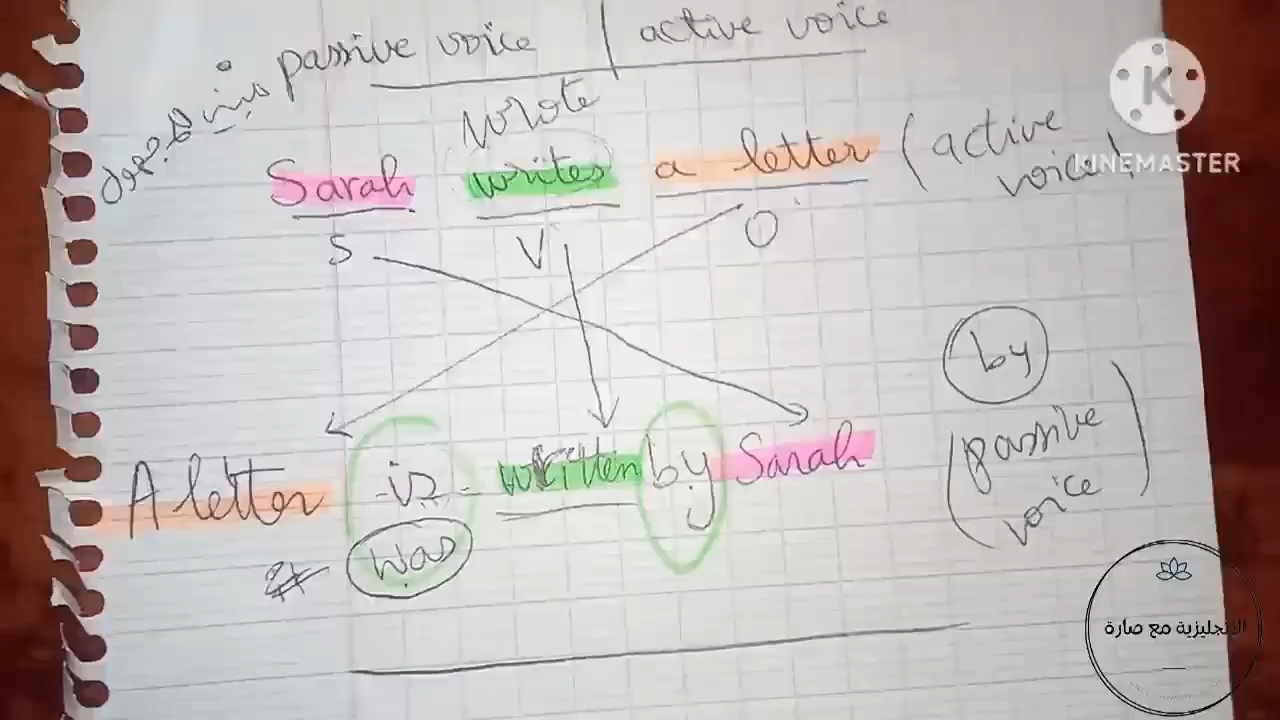 passive voice / active voice
مبني للمجهول
Wrote
Sarah writes a letter (active voice)
S V O
by
A letter is written by Sarah (passive voice)
was
K
KINEMASTER
الإنجليزية مع صارة